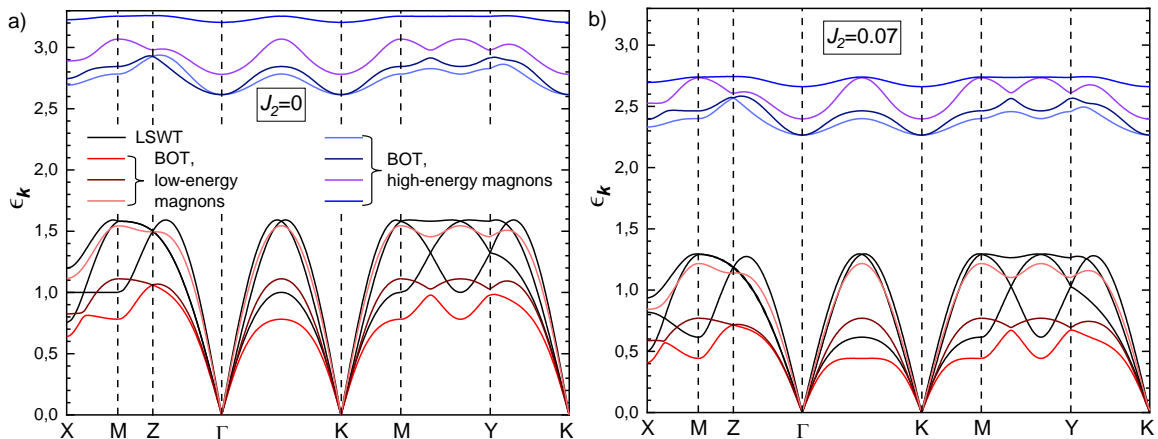 a)
b)
J₂=0
J₂=0.07
LSWT
BOT,
low-energy
magnons
BOT,
high-energy magnons
ϵₖ
3,0
2,5
2,0
1,5
1,0
0,5
0,0
X M Z Γ K M Y K
3,0
2,5
2,0
1,5
1,0
0,5
0,0
X M Z Γ K M Y K